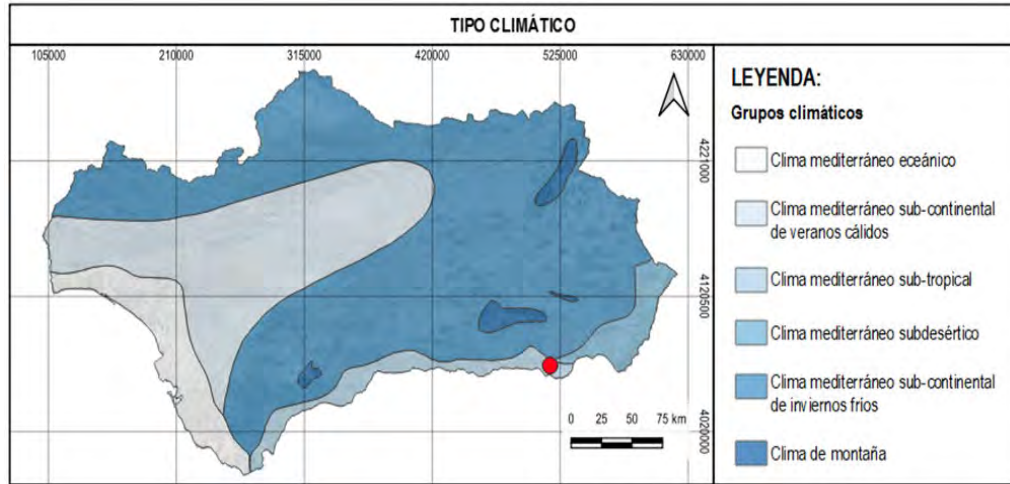 TIPO CLIMÁTICO
105000 210000 315000 420000 525000 630000
LEYENDA:
Grupos climáticos
4221000
Clima mediterráneo eceánico
Clima mediterráneo sub-continental
de veranos cálidos
Clima mediterráneo sub-tropical
4120500
Clima mediterráneo subdesértico
Clima mediterráneo sub-continental
de inviernos fríos
0 25 50 75 km
4020000
Clima de montaña